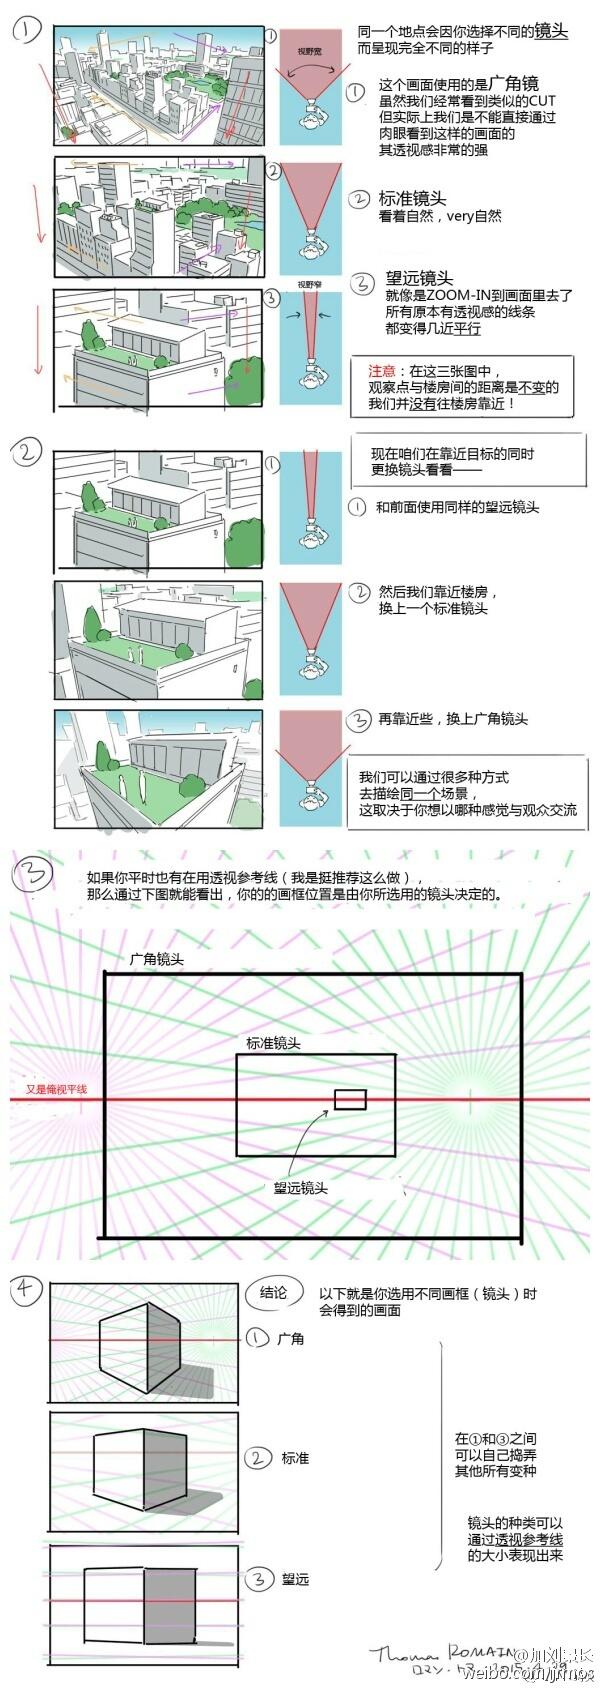 ①
同一个地点会因你选择不同的镜头
而呈现完全不同的样子
①
视野宽
①
这个画面使用的是广角镜
虽然我们经常看到类似的CUT
但实际上我们是不能直接通过
肉眼看到这样的画面的
其透视感非常的强
②
②
标准镜头
看着自然，very自然
③
视野窄
③
望远镜头
就像是ZOOM-IN到画面里去了
所有原本有透视感的线条
都变得几近平行
注意：在这三张图中，
观察点与楼房间的距离是不变的
我们并没有往楼房靠近！
②
现在咱们在靠近目标的同时
更换镜头看看——
①
① 和前面使用同样的望远镜头
② 然后我们靠近楼房，
换上一个标准镜头
③ 再靠近些，换上广角镜头
我们可以通过很多种方式
去描绘同一个场景，
这取决于你想以哪种感觉与观众交流
③
如果你平时也有在用透视参考线（我是挺推荐这么做），
那么通过下图就能看出，你的的画框位置是由你所选用的镜头决定的。
广角镜头
标准镜头
又是俺视平线
望远镜头
④
结论
以下就是你选用不同画框（镜头）时
会得到的画面
① 广角
② 标准
③ 望远
在①和③之间
可以自己捣弄
其他所有变种
镜头的种类可以
通过透视参考线
的大小表现出来
Thomas ROMAIN
ロマン・トマ 2015.4.29
weibo.com/jjrmos